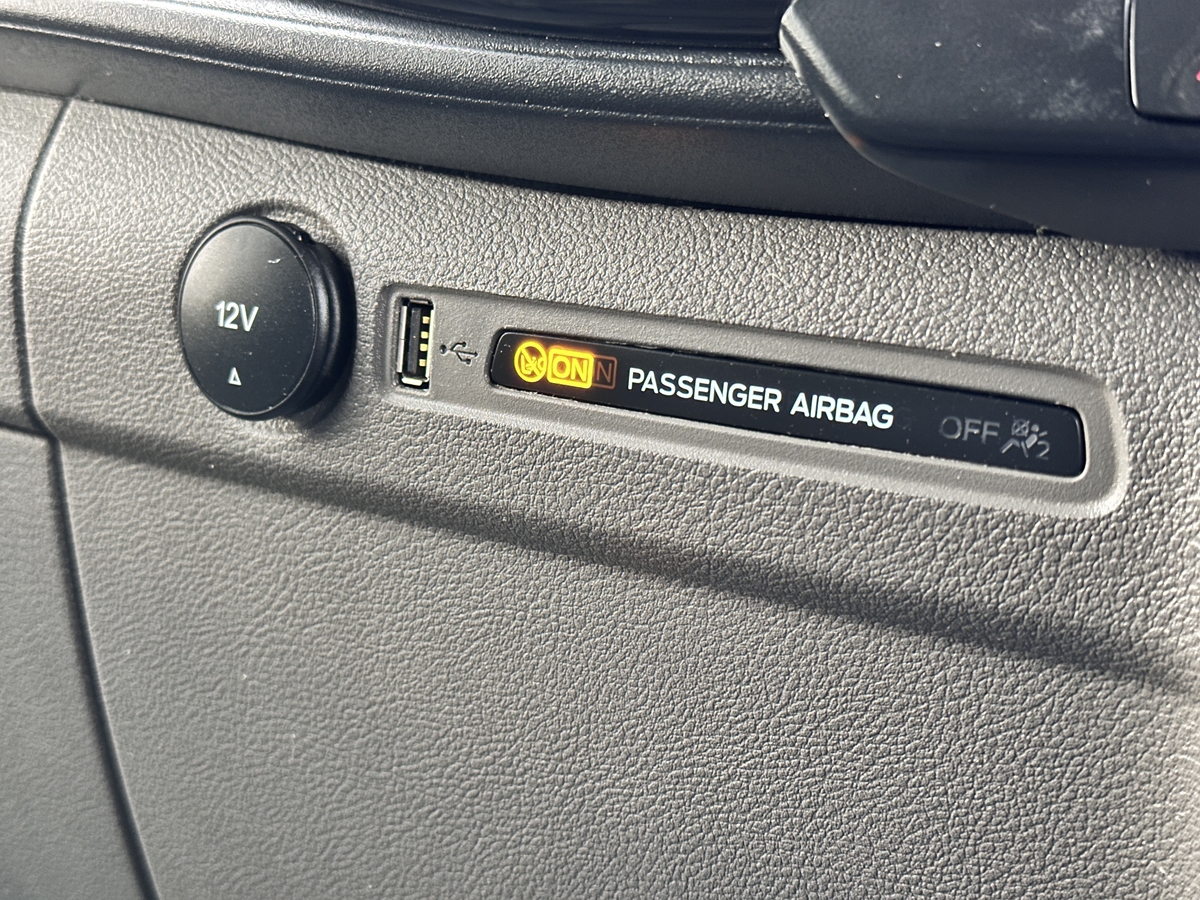 12V
ON PASSENGER AIRBAG OFF